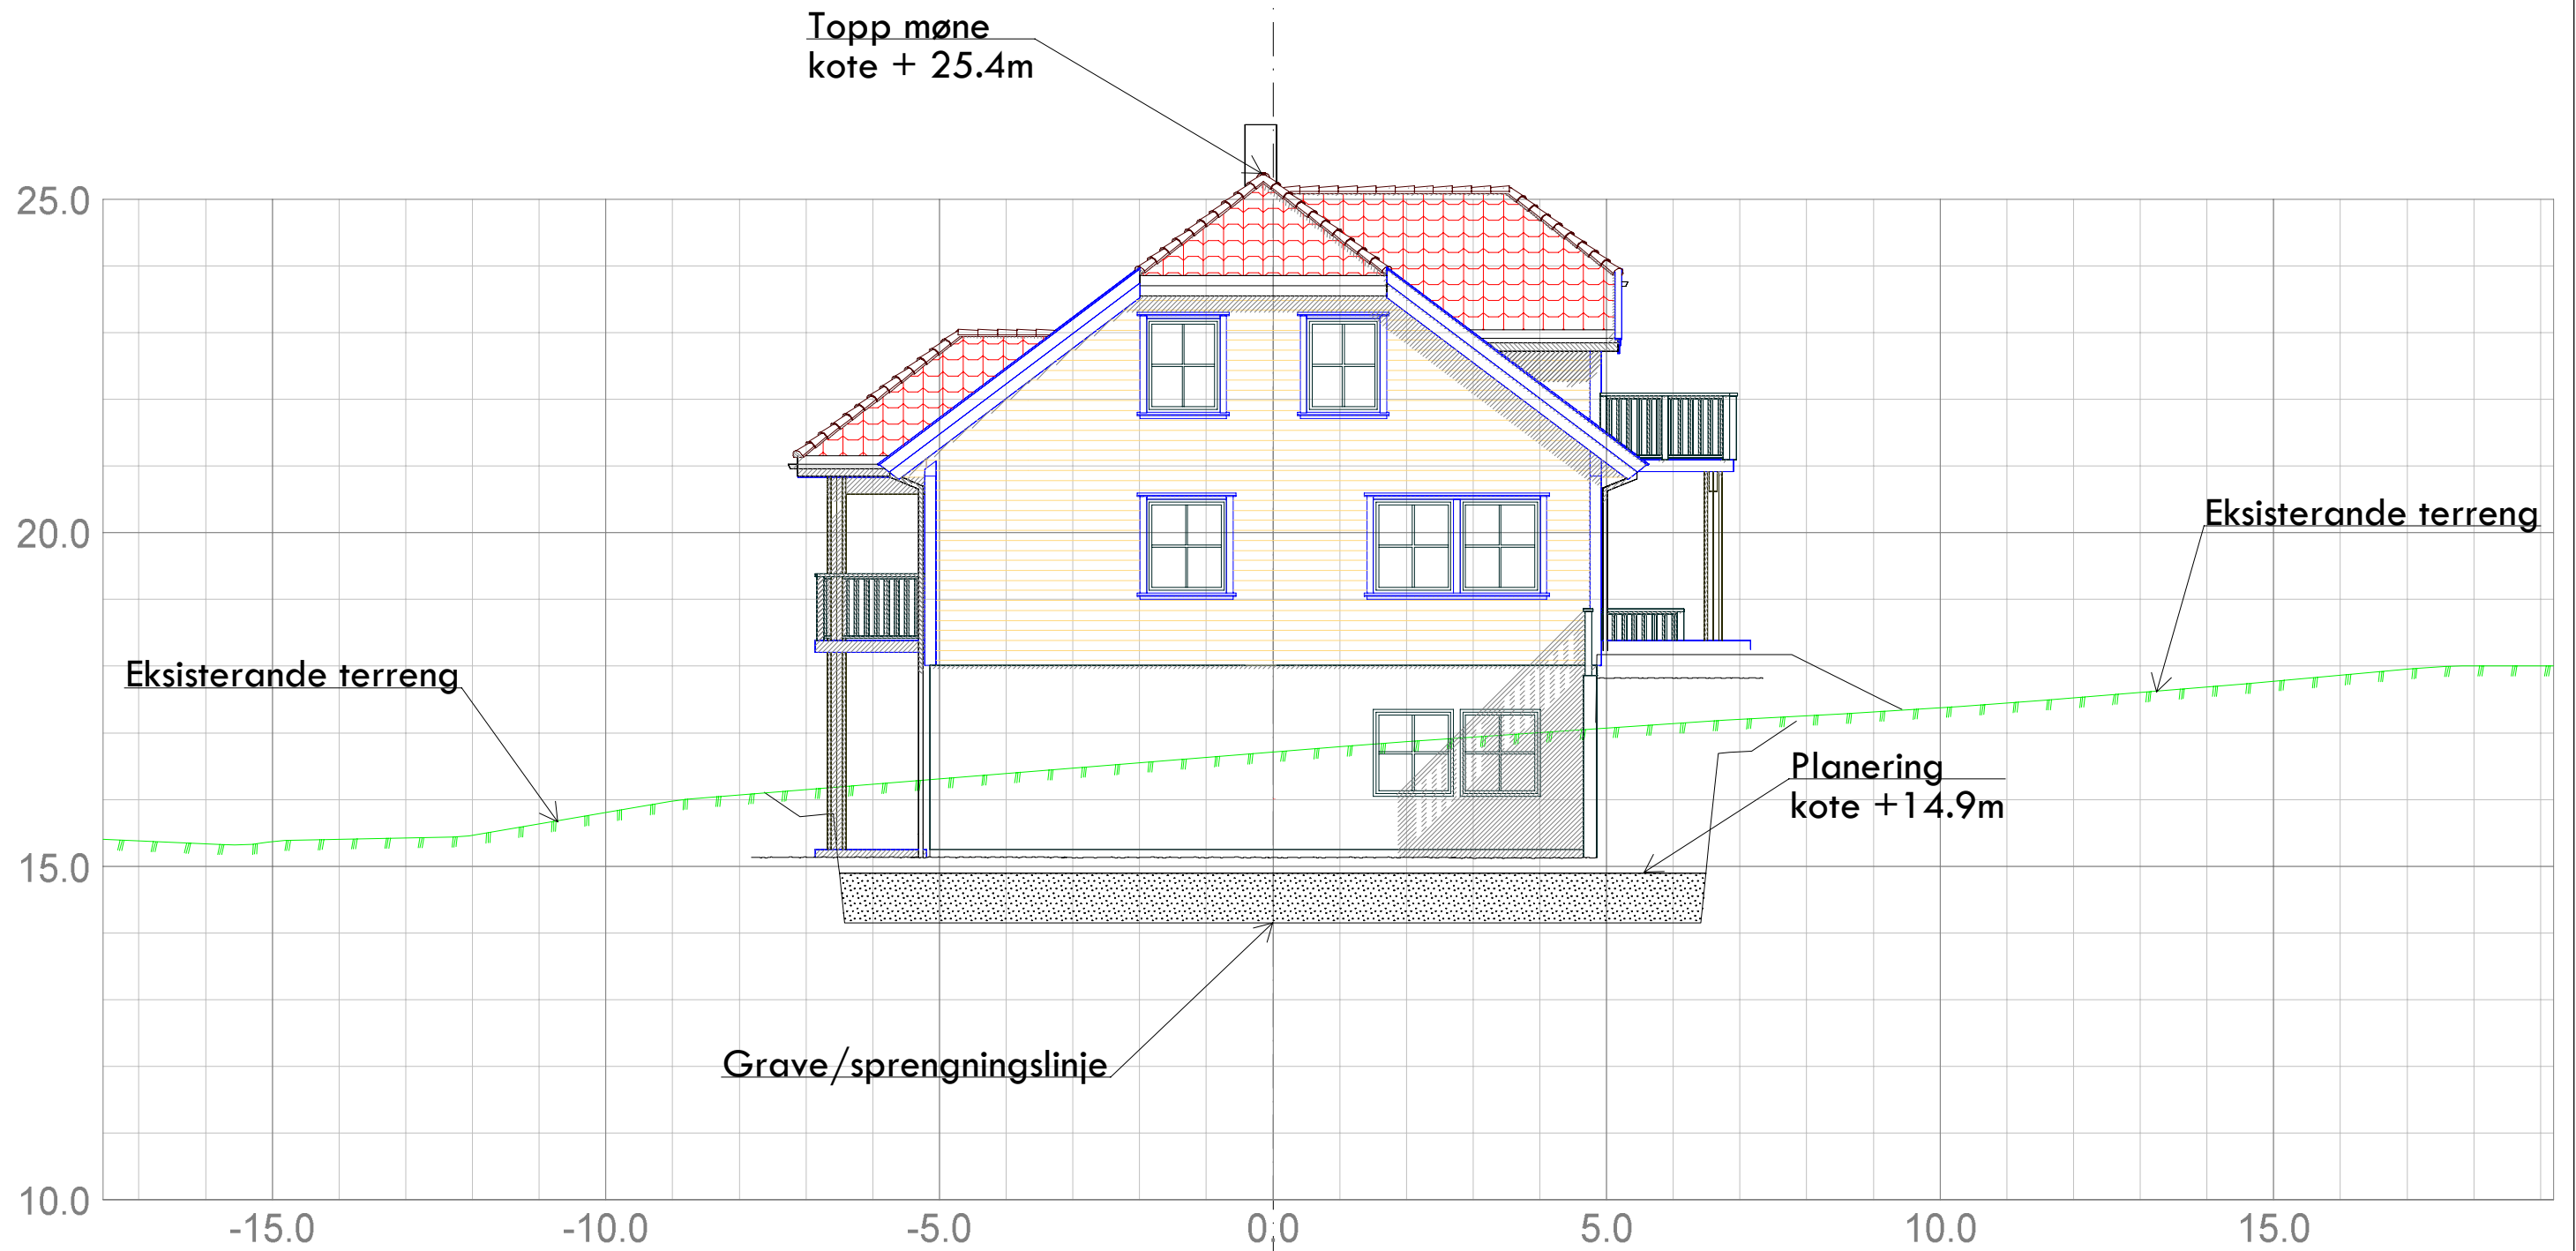 Topp møne
kote + 25.4m
25.0
20.0
Eksisterande terreng
Eksisterande terreng
Planering
kote +14.9m
15.0
Grave/sprengningslinje
10.0
-15.0 -10.0 -5.0 0.0 5.0 10.0 15.0